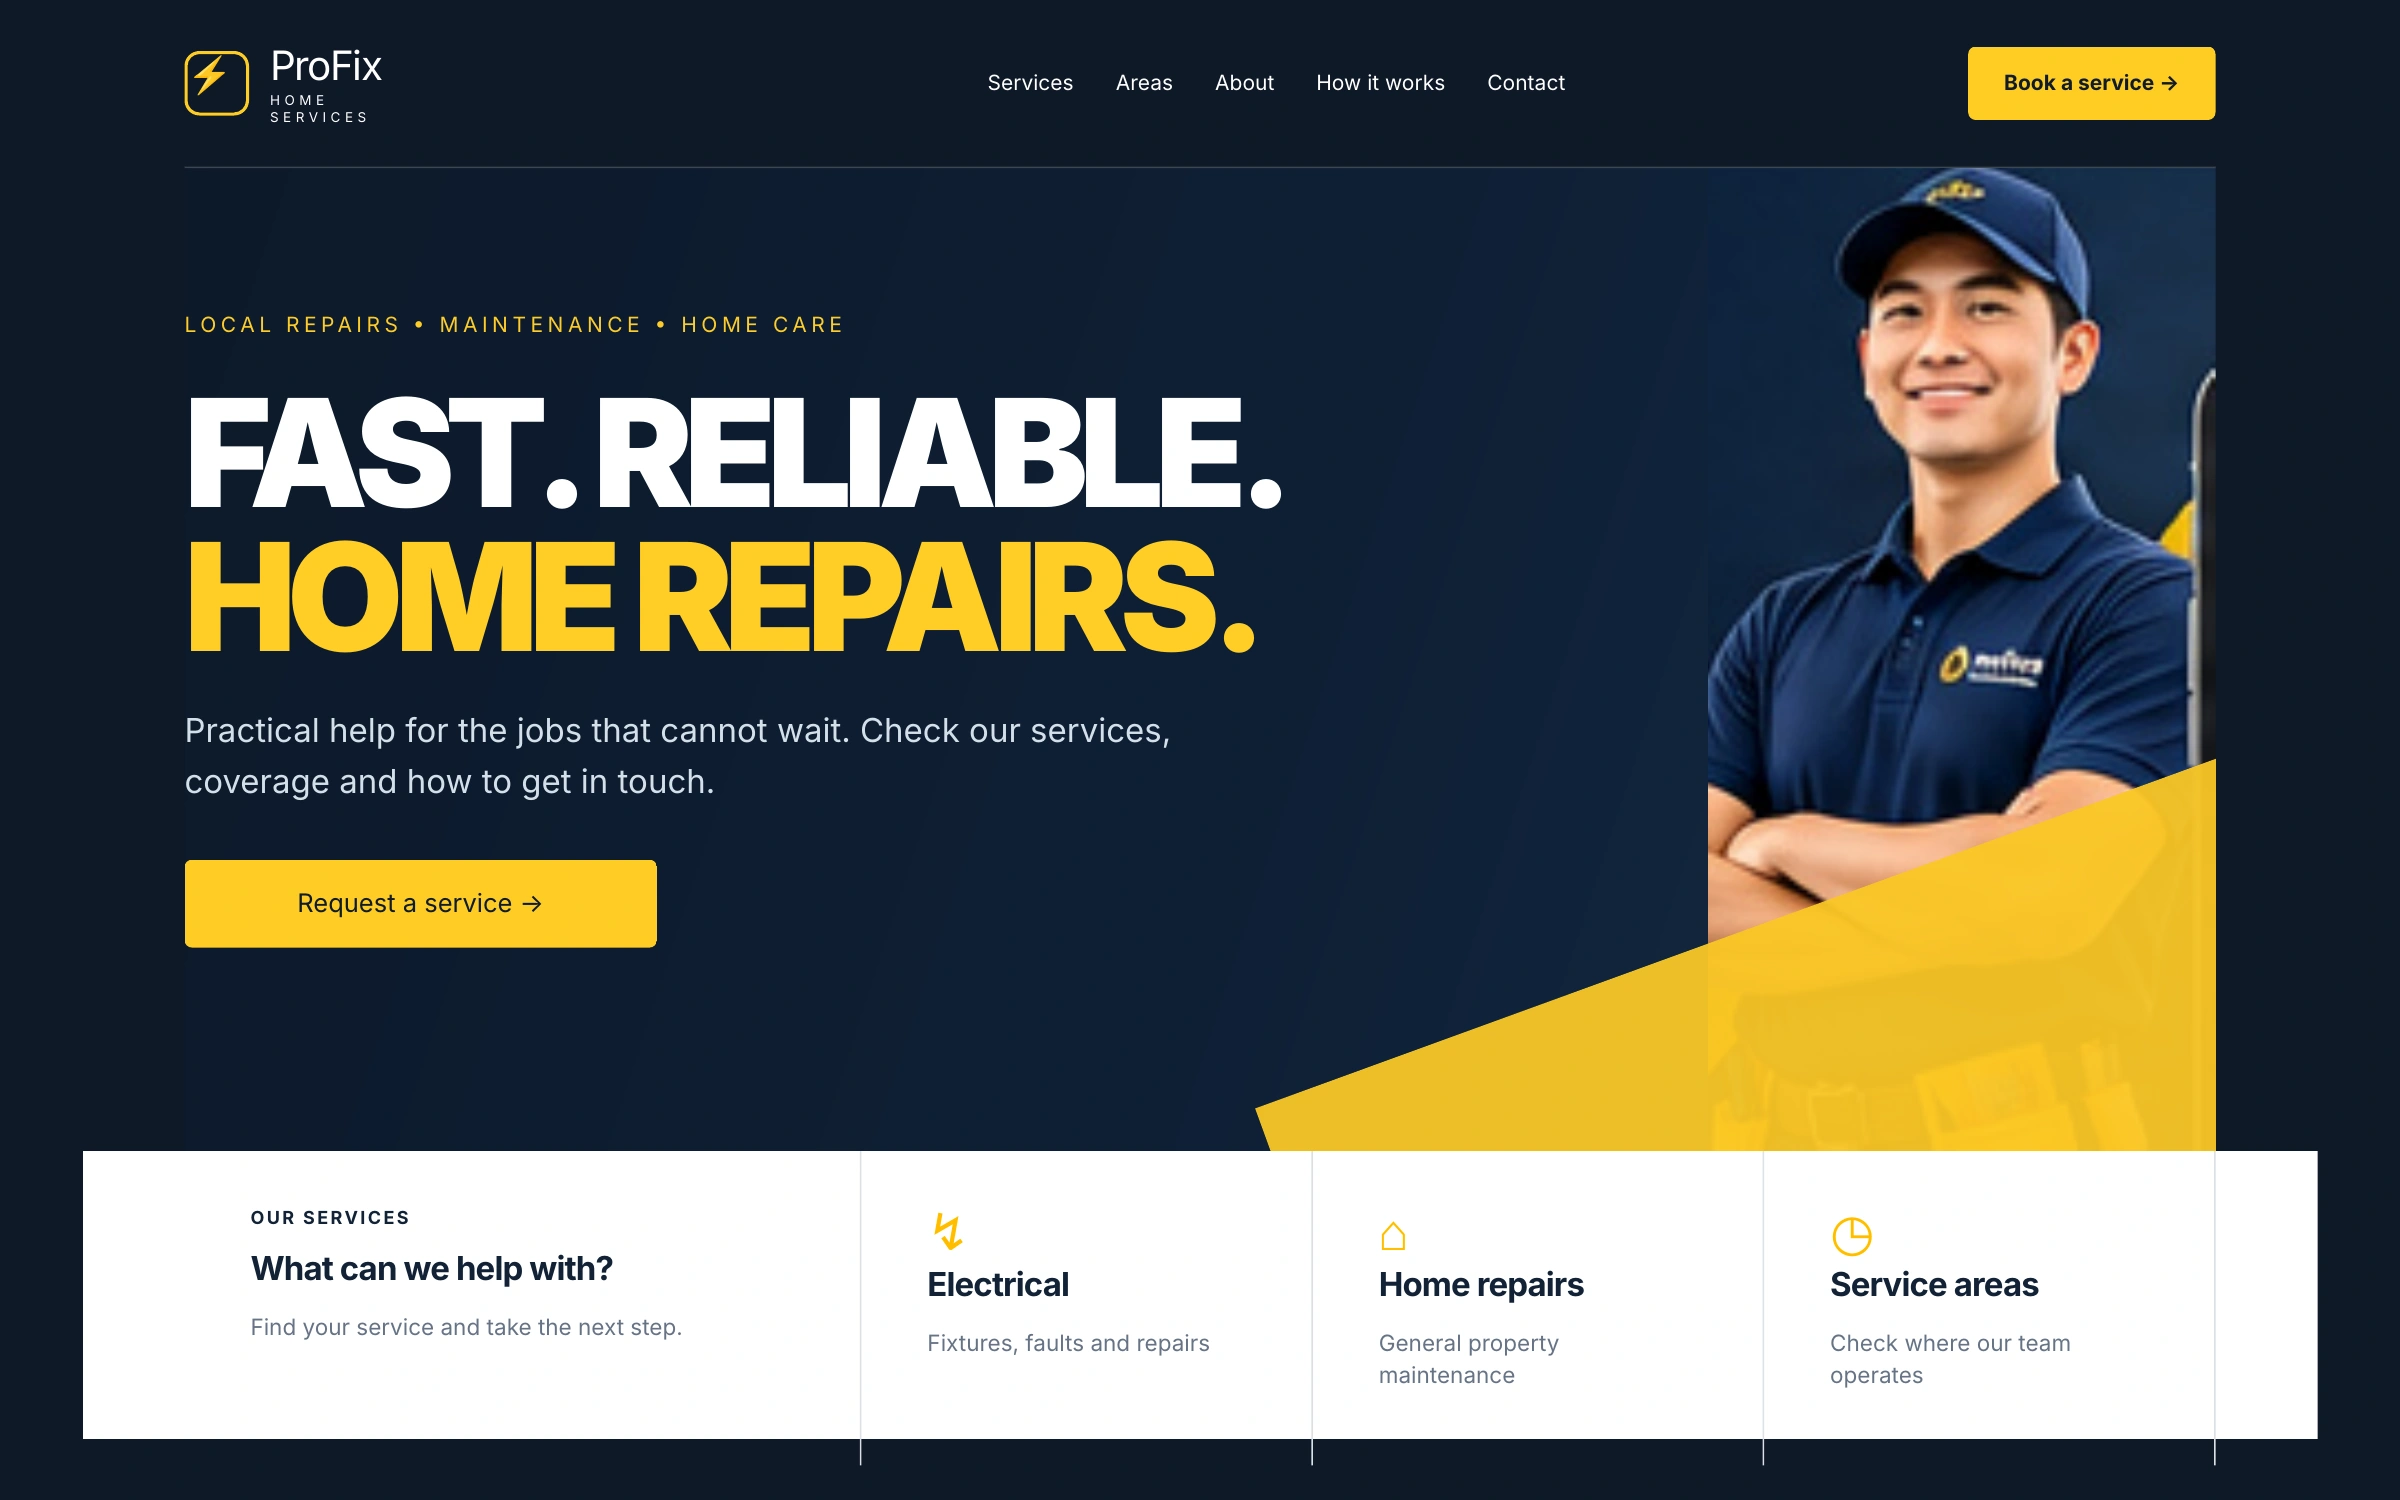 ProFix
HOME
SERVICES
Services
Areas
About
How it works
Contact
Book a service →
LOCAL REPAIRS • MAINTENANCE • HOME CARE
FAST. RELIABLE.
HOME REPAIRS.
Practical help for the jobs that cannot wait. Check our services,
coverage and how to get in touch.
Request a service →
OUR SERVICES
What can we help with?
Find your service and take the next step.
Electrical
Fixtures, faults and repairs
Home repairs
General property
maintenance
Service areas
Check where our team
operates